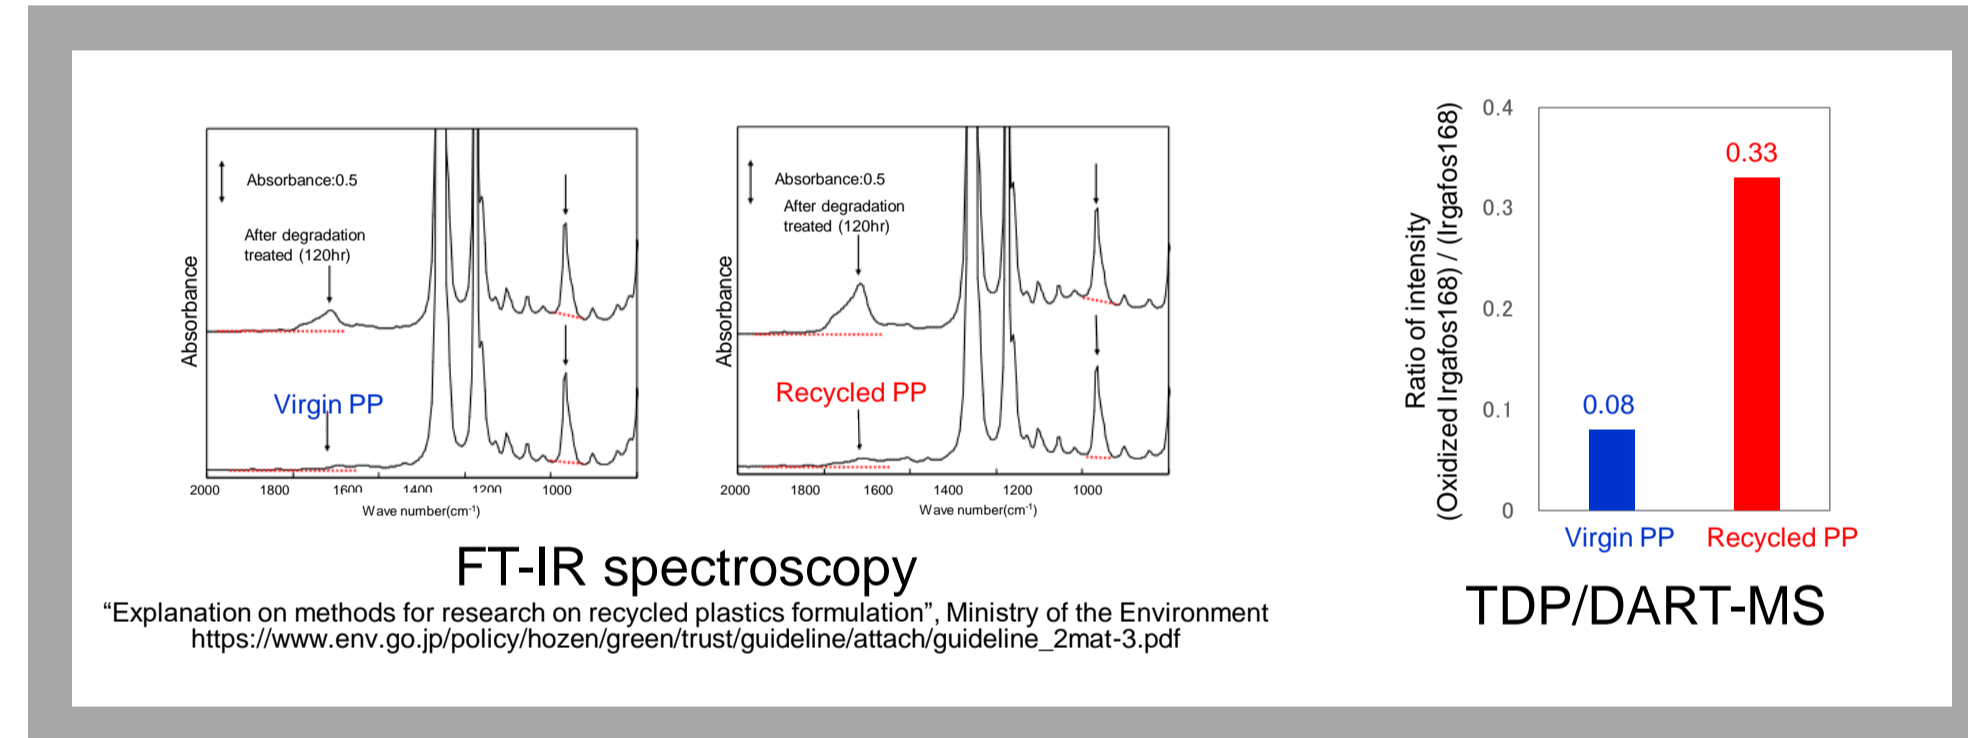 Absorbance:0.5
After degradation
treated (120hr)
Absorbance
Virgin PP
2000 1800 1600 1400 1200 1000
Wave number(cm-1)
Absorbance:0.5
After degradation
treated (120hr)
Absorbance
Recycled PP
2000 1800 1600 1400 1200 1000
Wave number(cm-1)
FT-IR spectroscopy
“Explanation on methods for research on recycled plastics formulation”, Ministry of the Environment
https://www.env.go.jp/policy/hozen/green/trust/guideline/attach/guideline_2mat-3.pdf
Ratio of intensity
(Oxidized Irgafos168) / (Irgafos168)
0.4
0.3
0.2
0.1
0
0.08
0.33
Virgin PP Recycled PP
TDP/DART-MS